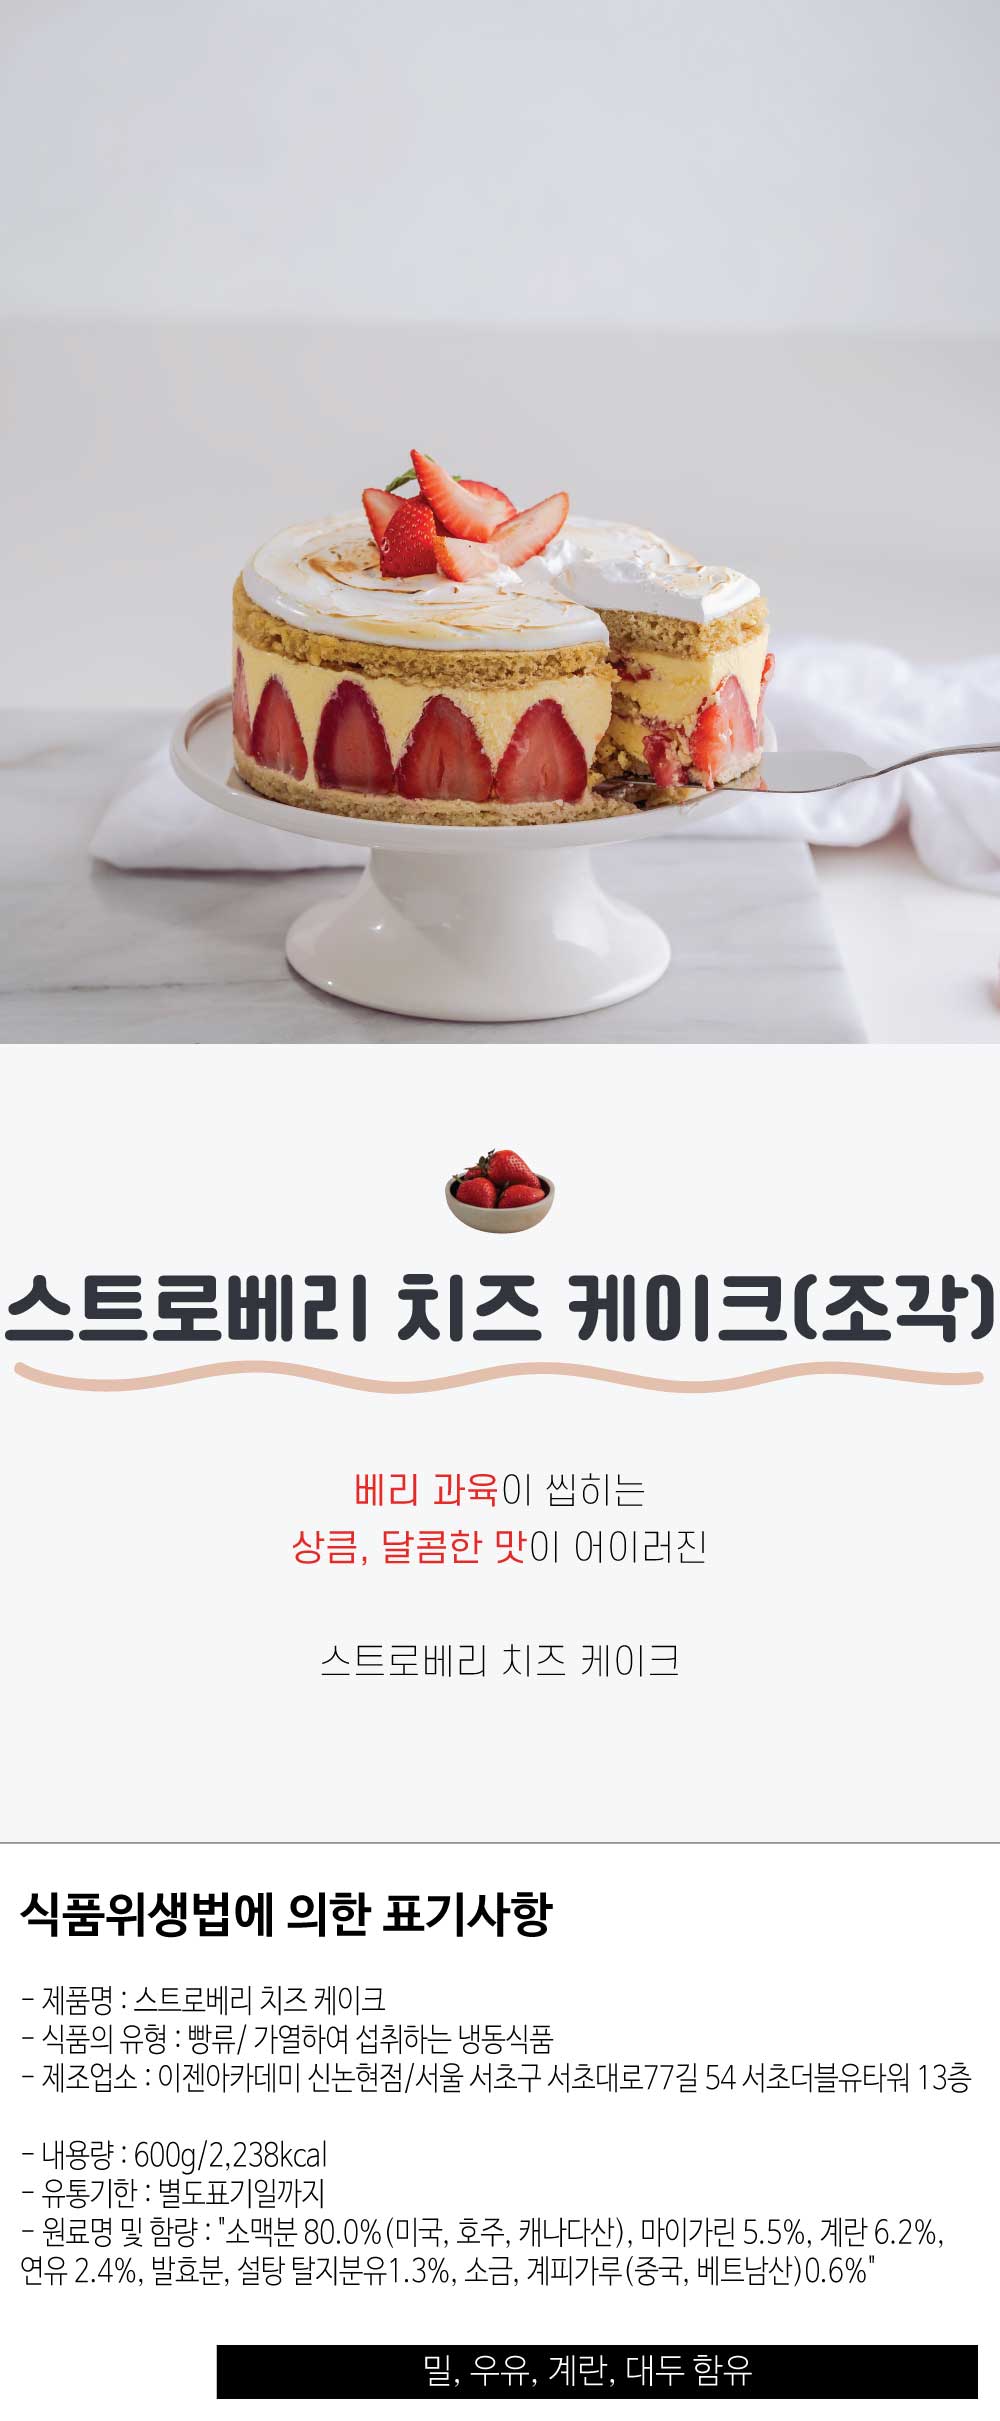 스트로베리 치즈 케이크(조각)
베리 과육이 씹히는
상큼, 달콤한 맛이 어이러진
스트로베리 치즈 케이크
식품위생법에 의한 표기사항
- 제품명 : 스트로베리 치즈 케이크
- 식품의 유형 : 빵류/ 가열하여 섭취하는 냉동식품
- 제조업소 : 이젠아카데미 신논현점/서울 서초구 서초대로77길 54 서초더블유타워 13층
- 내용량 : 600g/2,238kcal
- 유통기한 : 별도표기일까지
- 원료명 및 함량 : "소맥분 80.0%(미국, 호주, 캐나다산), 마이가린 5.5%, 계란 6.2%,
연유 2.4%, 발효분, 설탕 탈지분유1.3%, 소금, 계피가루(중국, 베트남산)0.6%"
밀, 우유, 계란, 대두 함유